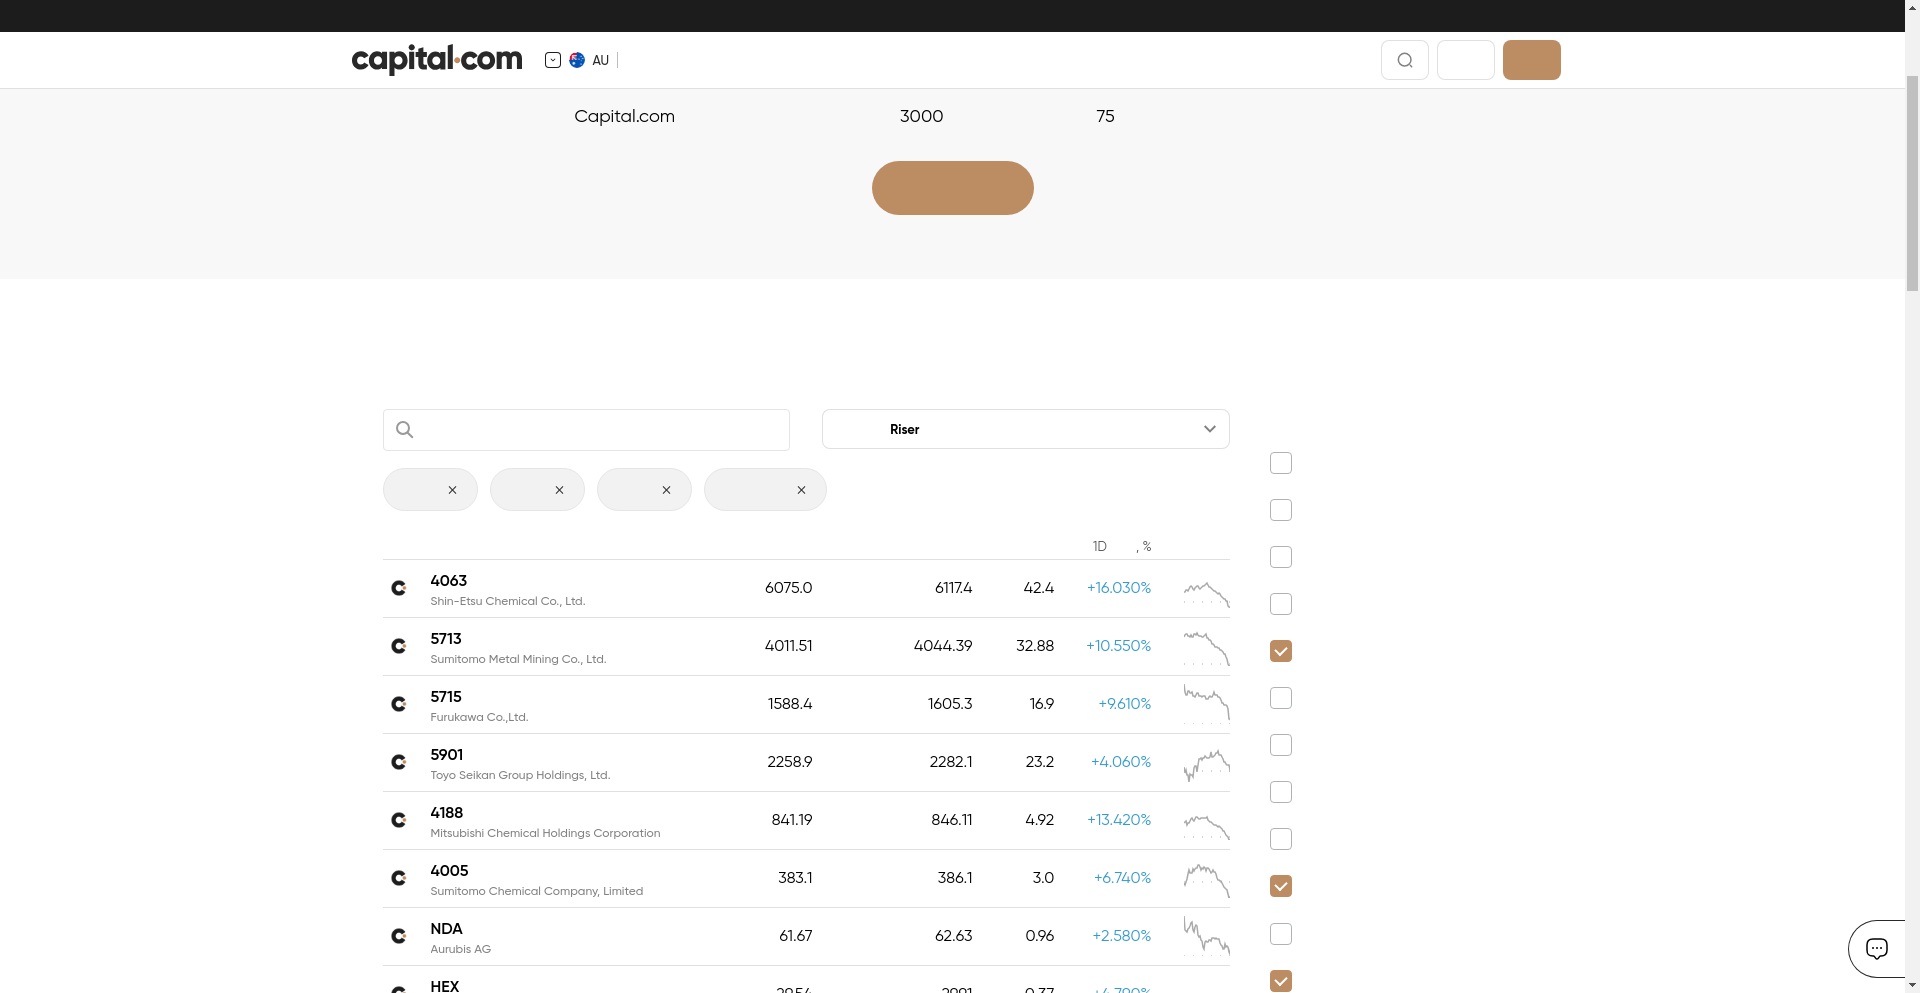 capital.com
AU
Capital.com 3000 75
Riser
1D , %
4063 6075.0 6117.4 42.4 +16.030%
Shin-Etsu Chemical Co., Ltd.
5713 4011.51 4044.39 32.88 +10.550%
Sumitomo Metal Mining Co., Ltd.
5715 1588.4 1605.3 16.9 +9.610%
Furukawa Co.,Ltd.
5901 2258.9 2282.1 23.2 +4.060%
Toyo Seikan Group Holdings, Ltd.
4188 841.19 846.11 4.92 +13.420%
Mitsubishi Chemical Holdings Corporation
4005 383.1 386.1 3.0 +6.740%
Sumitomo Chemical Company, Limited
NDA 61.67 62.63 0.96 +2.580%
Aurubis AG
HEX